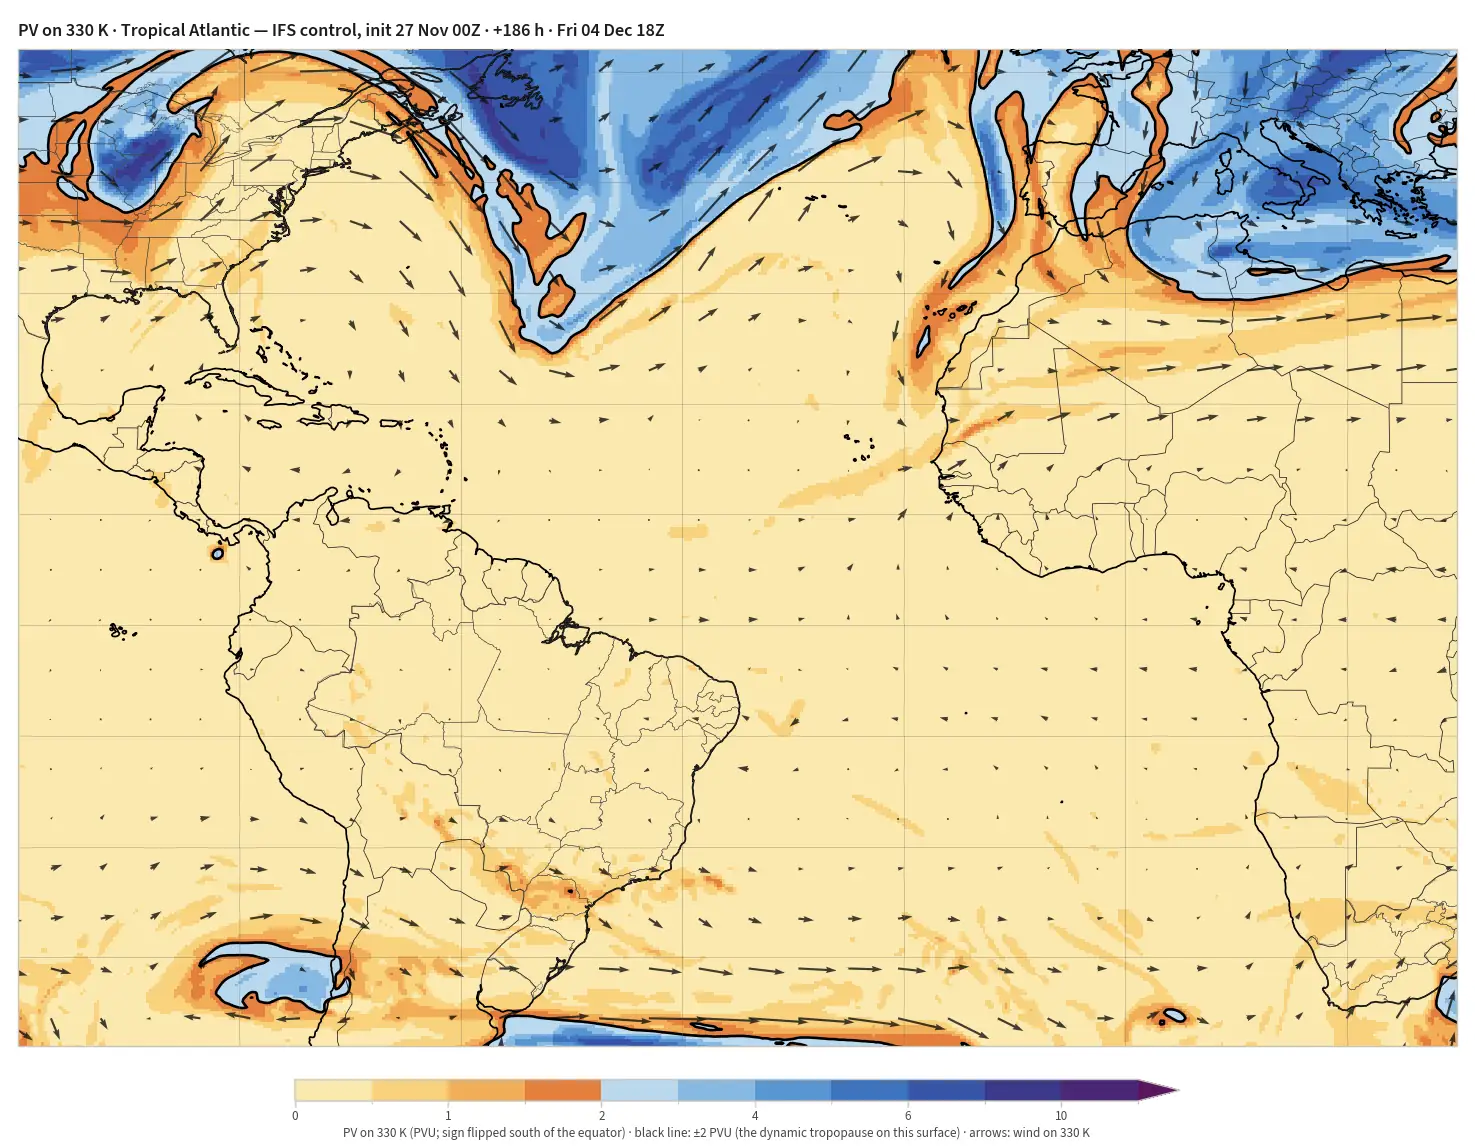 PV on 330 K · Tropical Atlantic — IFS control, init 27 Nov 00Z · +186 h · Fri 04 Dec 18Z
0 1 2 4 6 10
PV on 330 K (PVU; sign flipped south of the equator) · black line: ±2 PVU (the dynamic tropopause on this surface) · arrows: wind on 330 K